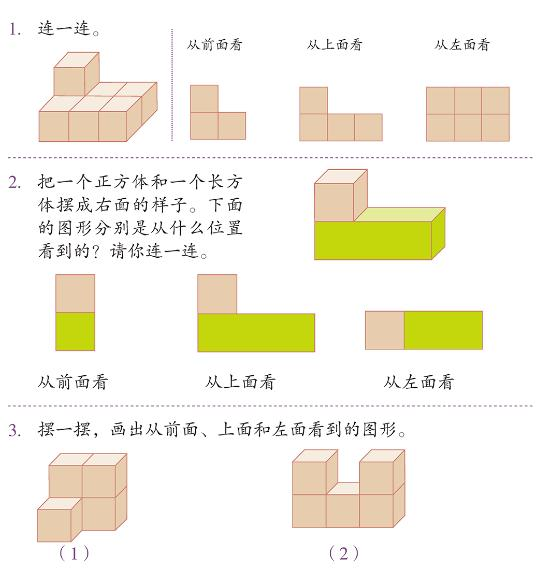 1. 连一连。
从前面看 从上面看 从左面看
2. 把一个正方体和一个长方
体摆成右面的样子。下面
的图形分别是从什么位置
看到的？请你连一连。
从前面看 从上面看 从左面看
3. 摆一摆，画出从前面、上面和左面看到的图形。
（1） （2）